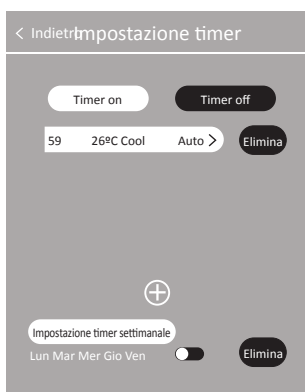 < Indietro Impostazione timer
Timer on Timer off
59 26ºC Cool Auto > Elimina
Impostazione timer settimanale
Lun Mar Mer Gio Ven Elimina